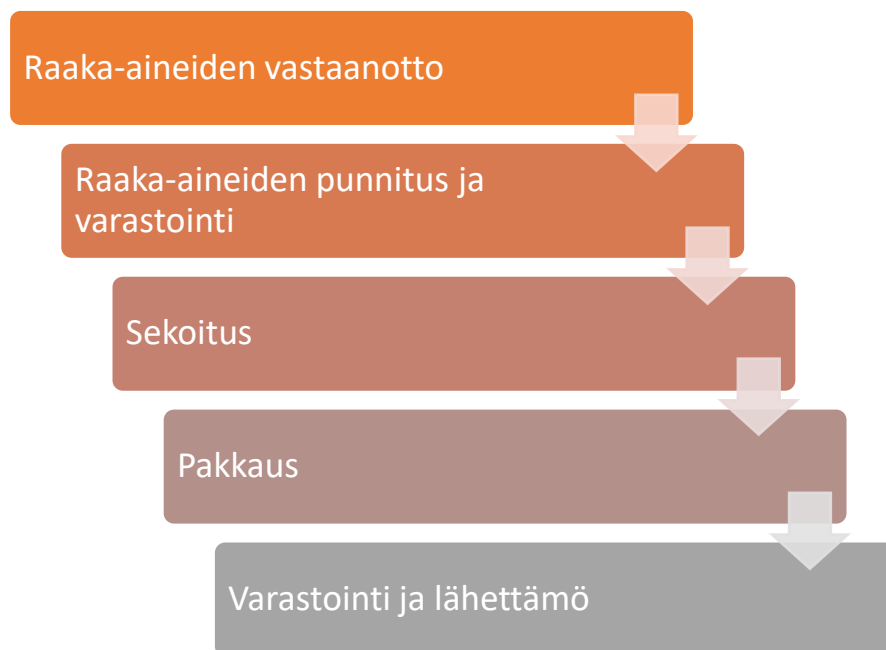 Raaka-aineiden vastaanotto
Raaka-aineiden punnitus ja
varastointi
Sekoitus
Pakkaus
Varastointi ja lähettämö